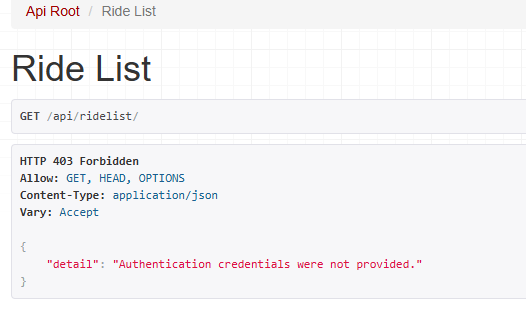 Api Root / Ride List
Ride List
GET /api/ridelist/
HTTP 403 Forbidden
Allow: GET, HEAD, OPTIONS
Content-Type: application/json
Vary: Accept
{
    "detail": "Authentication credentials were not provided."
}